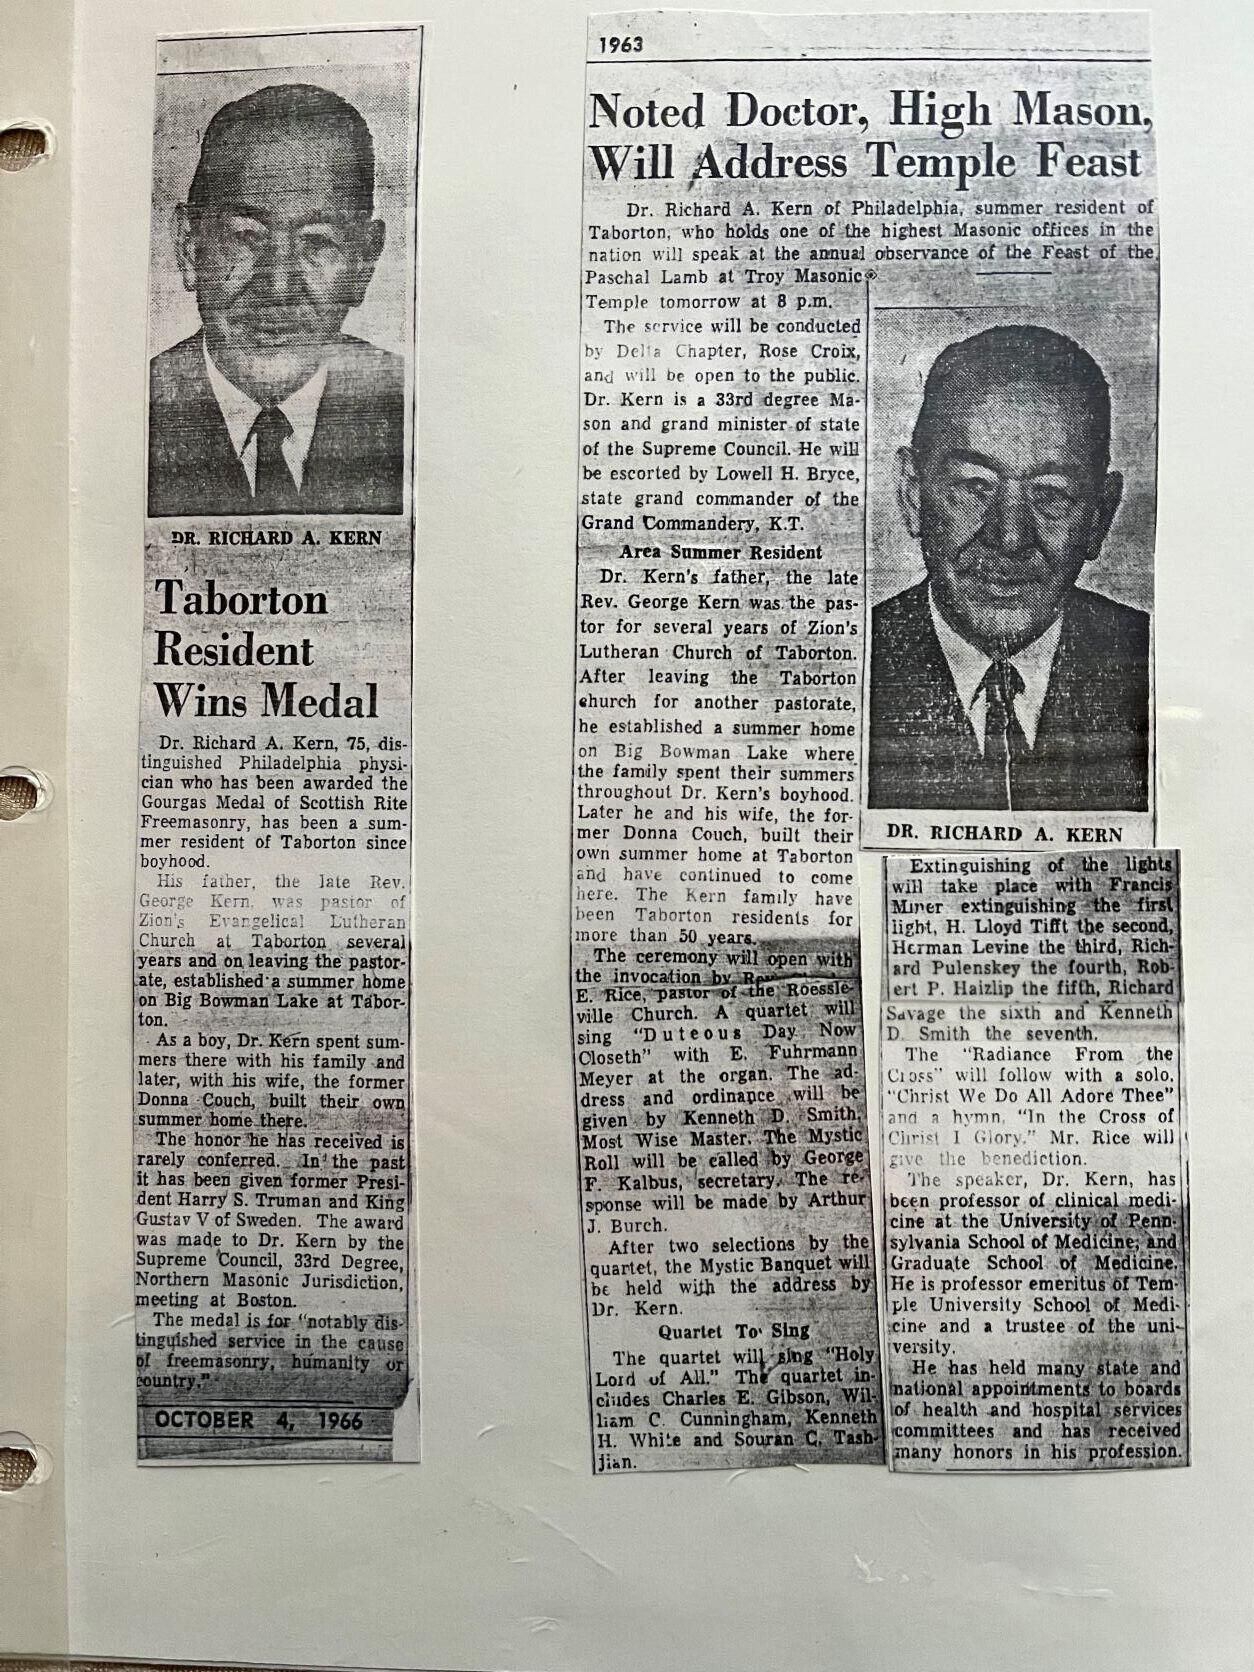 DR. RICHARD A. KERN
Taborton
Resident
Wins Medal
Dr. Richard A. Kern, 75, dis-
tinguished Philadelphia physi-
cian who has been awarded the
Gourgas Medal of Scottish Rite
Freemasonry, has been a sum-
mer resident of Taborton since
boyhood.
His father, the late Rev.
George Kern, was pastor of
Zion's Evangelical Lutheran
Church at Taborton several
years and on leaving the pastor-
ate, established a summer home
on Big Bowman Lake at Tabor-
ton.
As a boy, Dr. Kern spent sum-
mers there with his family and
later, with his wife, the former
Donna Couch, built their own
summer home there.
The honor he has received is
rarely conferred. In the past
it has been given former Presi-
dent Harry S. Truman and King
Gustav V of Sweden. The award
was made to Dr. Kern by the
Supreme Council, 33rd Degree,
Northern Masonic Jurisdiction,
meeting at Boston.
The medal is for "notably dis-
tinguished service in the cause
of freemasonry, humanity or
country."
OCTOBER 4, 1966
1963
Noted Doctor, High Mason,
Will Address Temple Feast
Dr. Richard A. Kern of Philadelphia, summer resident of
Taborton, who holds one of the highest Masonic offices in the
nation will speak at the annual observance of the Feast of the
Paschal Lamb at Troy Masonic
Temple tomorrow at 8 p.m.
The service will be conducted
by Delta Chapter, Rose Croix,
and will be open to the public.
Dr. Kern is a 33rd degree Ma-
son and grand minister of state
of the Supreme Council. He will
be escorted by Lowell H. Bryce,
state grand commander of the
Grand Commandery, K.T.
Area Summer Resident
Dr. Kern's father, the late
Rev. George Kern was the pas-
tor for several years of Zion's
Lutheran Church of Taborton.
After leaving the Taborton
church for another pastorate,
he established a summer home
on Big Bowman Lake where
the family spent their summers
throughout Dr. Kern's boyhood.
Later he and his wife, the for-
mer Donna Couch, built their
own summer home at Taborton
and have continued to come
here. The Kern family have
been Taborton residents for
more than 50 years.
The ceremony will open with
the invocation by Rev.
E. Rice, pastor of the Roessle-
ville Church. A quartet will
sing "Duteous Day Now
Closeth" with E. Fuhrmann
Meyer at the organ. The ad-
dress and ordinance will be
given by Kenneth D. Smith,
Most Wise Master. The Mystic
Roll will be called by George
F. Kalbus, secretary. The re-
sponse will be made by Arthur
J. Burch.
After two selections by the
quartet, the Mystic Banquet will
be held with the address by
Dr. Kern.
Quartet To Sing
The quartet will sing "Holy
Lord of All." The quartet in-
cludes Charles E. Gibson, Wil-
liam C. Cunningham, Kenneth
H. White and Souran C. Tash-
jian.
DR. RICHARD A. KERN
Extinguishing of the lights
will take place with Francis
Miner extinguishing the first
light, H. Lloyd Tifft the second,
Herman Levine the third, Rich-
ard Pulenskey the fourth, Rob-
ert P. Haizlip the fifth, Richard
Savage the sixth and Kenneth
D. Smith the seventh.
The "Radiance From the
Cross" will follow with a solo,
"Christ We Do All Adore Thee"
and a hymn, "In the Cross of
Christ I Glory." Mr. Rice will
give the benediction.
The speaker, Dr. Kern, has
been professor of clinical medi-
cine at the University of Penn-
sylvania School of Medicine, and
Graduate School of Medicine.
He is professor emeritus of Tem-
ple University School of Medi-
cine and a trustee of the uni-
versity.
He has held many state and
national appointments to boards
of health and hospital services
committees and has received
many honors in his profession.